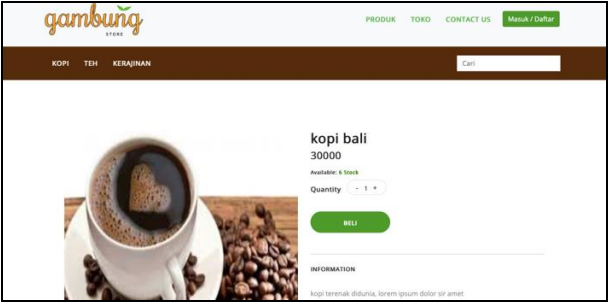 gambung
STORE
PRODUK TOKO CONTACT US Masuk / Daftar
KOPI TEH KERAJINAN Cari
kopi bali
30000
Available: 6 Stock
Quantity - 1 +
BELI
INFORMATION
kopi terenak didunia, lorem ipsum dolor sir amet